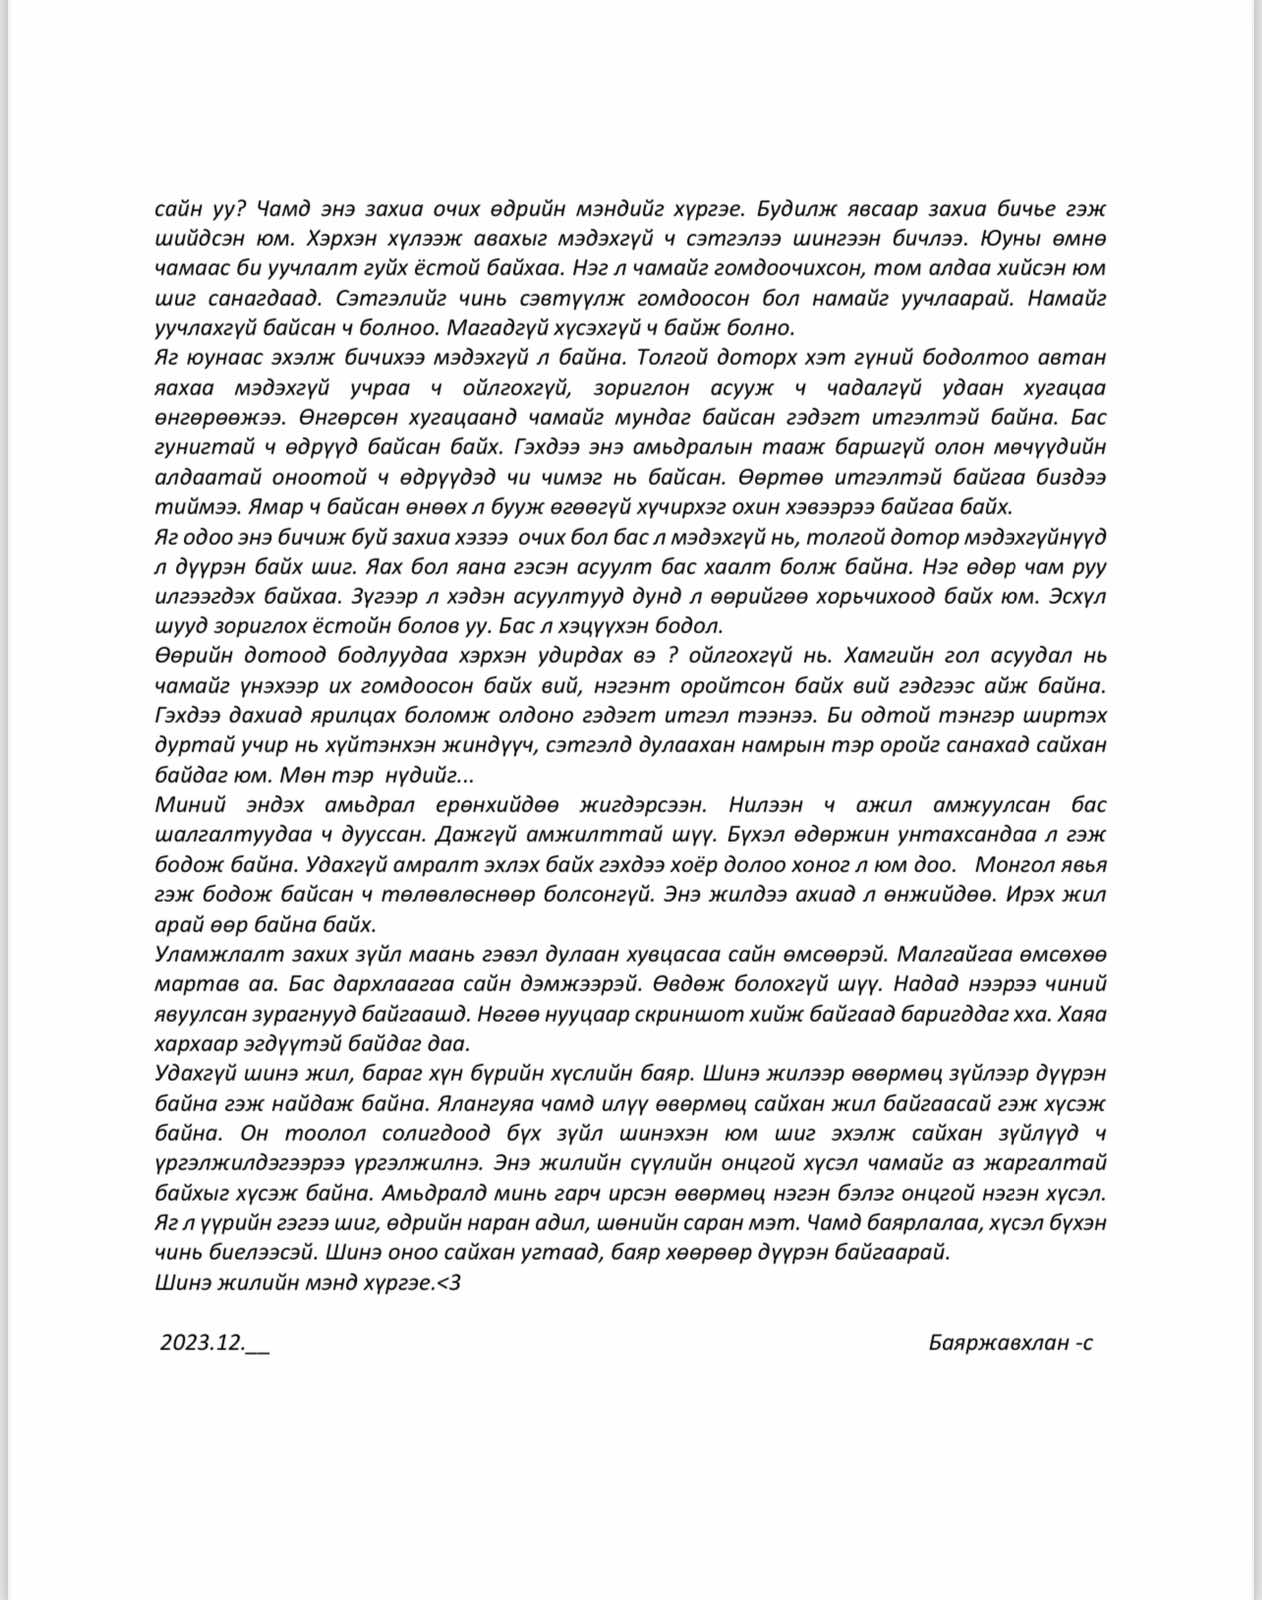 сайн уу? Чамд энэ захиа очих өдрийн мэндийг хүргэе. Будилж явсаар захиа бичье гэж
шийдсэн юм. Хэрхэн хүлээж авахыг мэдэхгүй ч сэтгэлээ шингээн бичлээ. Юуны өмнө
чамаас би уучлалт гуйх ёстой байхаа. Нэг л чамайг гомдоочихсон, том алдаа хийсэн юм
шиг санагдаад. Сэтгэлийг чинь сэвтүүлж гомдоосон бол намайг уучлаарай. Намайг
уучлахгүй байсан ч болноо. Магадгүй хүсэхгүй ч байж болно.
Яг юунаас эхэлж бичихээ мэдэхгүй л байна. Толгой доторх хэт гүний бодолтоо автан
яахаа мэдэхгүй учраа ч ойлгохгүй, зориглон асууж ч чадалгүй удаан хугацаа
өнгөрөөжээ. Өнгөрсөн хугацаанд чамайг мундаг байсан гэдэгт итгэлтэй байна. Бас
гунигтай ч өдрүүд байсан байх. Гэхдээ энэ амьдралын тааж баршгүй олон мөчүүдийн
алдаатай оноотой ч өдрүүдэд чи чимэг нь байсан. Өөртөө итгэлтэй байгаа биздээ
тиймээ. Ямар ч байсан өнөөх л бууж өгөөгүй хүчирхэг охин хэвээрээ байгаа байх.
Яг одоо энэ бичиж буй захиа хэзээ очих бол бас л мэдэхгүй нь, толгой дотор мэдэхгүйнүүд
л дүүрэн байх шиг. Яах бол яана гэсэн асуулт бас хаалт болж байна. Нэг өдөр чам руу
илгээгдэх байхаа. Зүгээр л хэдэн асуултууд дунд л өөрийгөө хорьчихоод байх юм. Эсхүл
шууд зориглох ёстойн болов уу. Бас л хэцүүхэн бодол.
Өөрийн дотоод бодлуудаа хэрхэн удирдах вэ ? ойлгохгүй нь. Хамгийн гол асуудал нь
чамайг үнэхээр их гомдоосон байх вий, нэгэнт оройтсон байх вий гэдгээс айж байна.
Гэхдээ дахиад ярилцах боломж олдоно гэдэгт итгэл тээнээ. Би одтой тэнгэр ширтэх
дуртай учир нь хүйтэнхэн жиндүүч, сэтгэлд дулаахан намрын тэр оройг санахад сайхан
байдаг юм. Мөн тэр нүдийг...
Миний эндэх амьдрал ерөнхийдөө жигдэрсээн. Нилээн ч ажил амжуулсан бас
шалгалтуудаа ч дууссан. Дажгүй амжилттай шүү. Бүхэл өдөржин унтахсандаа л гэж
бодож байна. Удахгүй амралт эхлэх байх гэхдээ хоёр долоо хоног л юм доо. Монгол явья
гэж бодож байсан ч төлөвлөснөөр болсонгүй. Энэ жилдээ ахиад л өнжийдөө. Ирэх жил
арай өөр байна байх.
Уламжлалт захих зүйл маань гэвэл дулаан хувцасаа сайн өмсөөрэй. Малгайгаа өмсөхөө
мартав аа. Бас дархлаагаа сайн дэмжээрэй. Өвдөж болохгүй шүү. Надад нээрээ чиний
явуулсан зурагнууд байгаашд. Нөгөө нууцаар скриншот хийж байгаад баригддаг хха. Хаяа
хархаар эгдүүтэй байдаг даа.
Удахгүй шинэ жил, бараг хүн бүрийн хүслийн баяр. Шинэ жилээр өвөрмөц зүйлээр дүүрэн
байна гэж найдаж байна. Ялангуяа чамд илүү өвөрмөц сайхан жил байгаасай гэж хүсэж
байна. Он тоолол солигдоод бүх зүйл шинэхэн юм шиг эхэлж сайхан зүйлүүд ч
үргэлжилдэгээрээ үргэлжилнэ. Энэ жилийн сүүлийн онцгой хүсэл чамайг аз жаргалтай
байхыг хүсэж байна. Амьдралд минь гарч ирсэн өвөрмөц нэгэн бэлэг онцгой нэгэн хүсэл.
Яг л үүрийн гэгээ шиг, өдрийн наран адил, шөнийн саран мэт. Чамд баярлалаа, хүсэл бүхэн
чинь биелээсэй. Шинэ оноо сайхан угтаад, баяр хөөрөөр дүүрэн байгаарай.
Шинэ жилийн мэнд хүргэе.<3
2023.12.__ Баяржавхлан -с